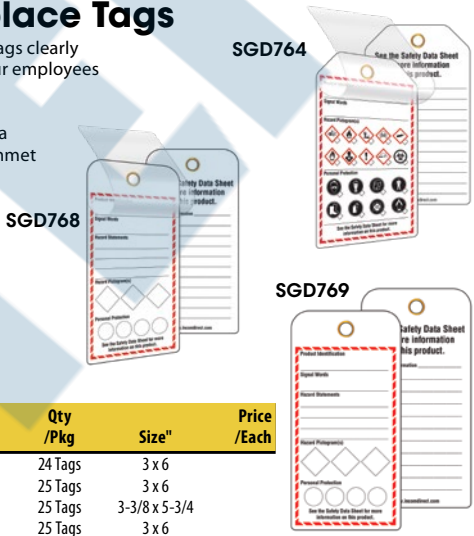 lace Tags
ags clearly
ur employees
a
nmet
SGD764
See the Safety Data Sheet
ore information
this product.
Signal Words
Hazard Pictogram(s)
Personal Protection
See the Safety Data Sheet for more
information on this product.
SGD768
afety Data Sheet
re information
his product.
Signal Words
Hazard Statements
Hazard Pictogram(s)
Personal Protection
See the Safety Data Sheet for more
information on this product.
SGD769
Safety Data Sheet
re information
his product.
Product Identification
Signal Words
Hazard Statements
Hazard Pictogram(s)
Personal Protection
See the Safety Data Sheet for more
information on this product.
Qty
/Pkg
Size"
Price
/Each
24 Tags 3 x 6
25 Tags 3 x 6
25 Tags 3-3/8 x 5-3/4
25 Tags 3 x 6